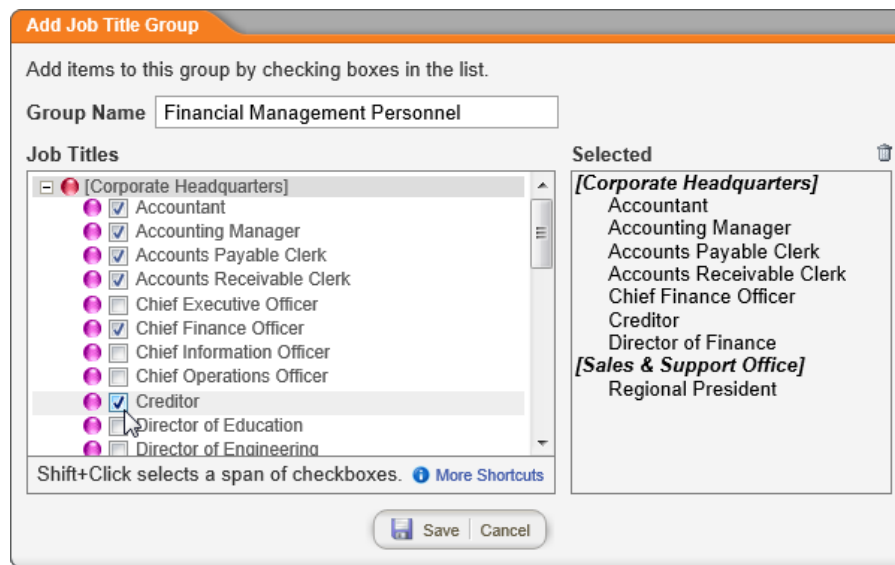 Add Job Title Group
Add items to this group by checking boxes in the list.
Group Name Financial Management Personnel
Job Titles
[Corporate Headquarters]
Accountant
Accounting Manager
Accounts Payable Clerk
Accounts Receivable Clerk
Chief Executive Officer
Chief Finance Officer
Chief Information Officer
Chief Operations Officer
Creditor
Director of Education
Director of Engineering
Shift+Click selects a span of checkboxes. More Shortcuts
Selected
[Corporate Headquarters]
Accountant
Accounting Manager
Accounts Payable Clerk
Accounts Receivable Clerk
Chief Finance Officer
Creditor
Director of Finance
[Sales & Support Office]
Regional President
Save Cancel